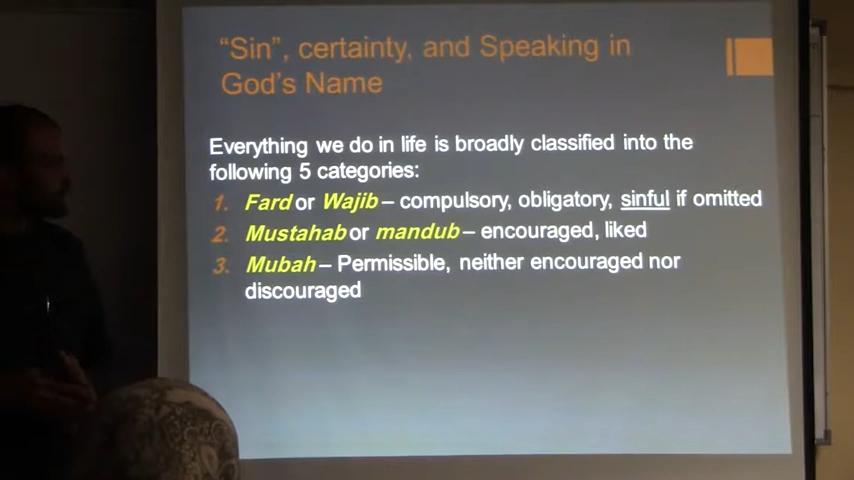 “Sin”, certainty, and Speaking in
God’s Name
Everything we do in life is broadly classified into the
following 5 categories:
1. Fard or Wajib – compulsory, obligatory, sinful if omitted
2. Mustahab or mandub – encouraged, liked
3. Mubah – Permissible, neither encouraged nor
discouraged